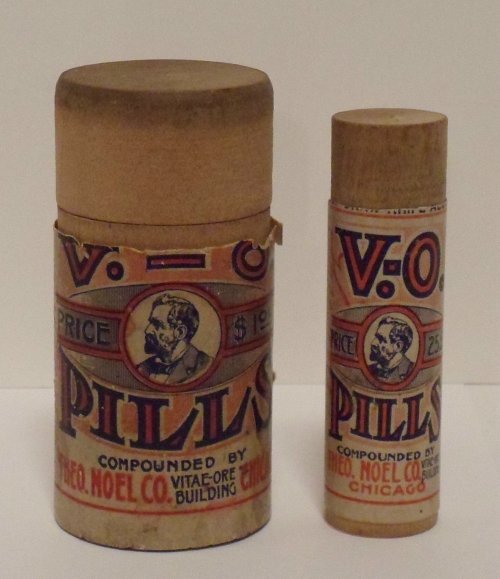 V. = O
PRICE $1
PILLS
COMPOUNDED BY
THEO. NOEL CO. VITAE-ORE
BUILDING
V.=O.
PRICE 25
PILLS
COMPOUNDED BY
THEO. NOEL CO.
CHICAGO